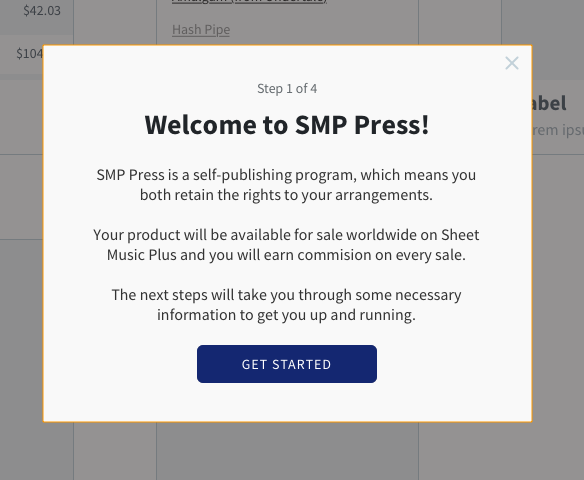 $42.03
Amalgam (from Undertale)
Hash Pipe
$104
Step 1 of 4
abel
Welcome to SMP Press!
rem ipsu
SMP Press is a self-publishing program, which means you
both retain the rights to your arrangements.
Your product will be available for sale worldwide on Sheet
Music Plus and you will earn commision on every sale.
The next steps will take you through some necessary
information to get you up and running.
GET STARTED